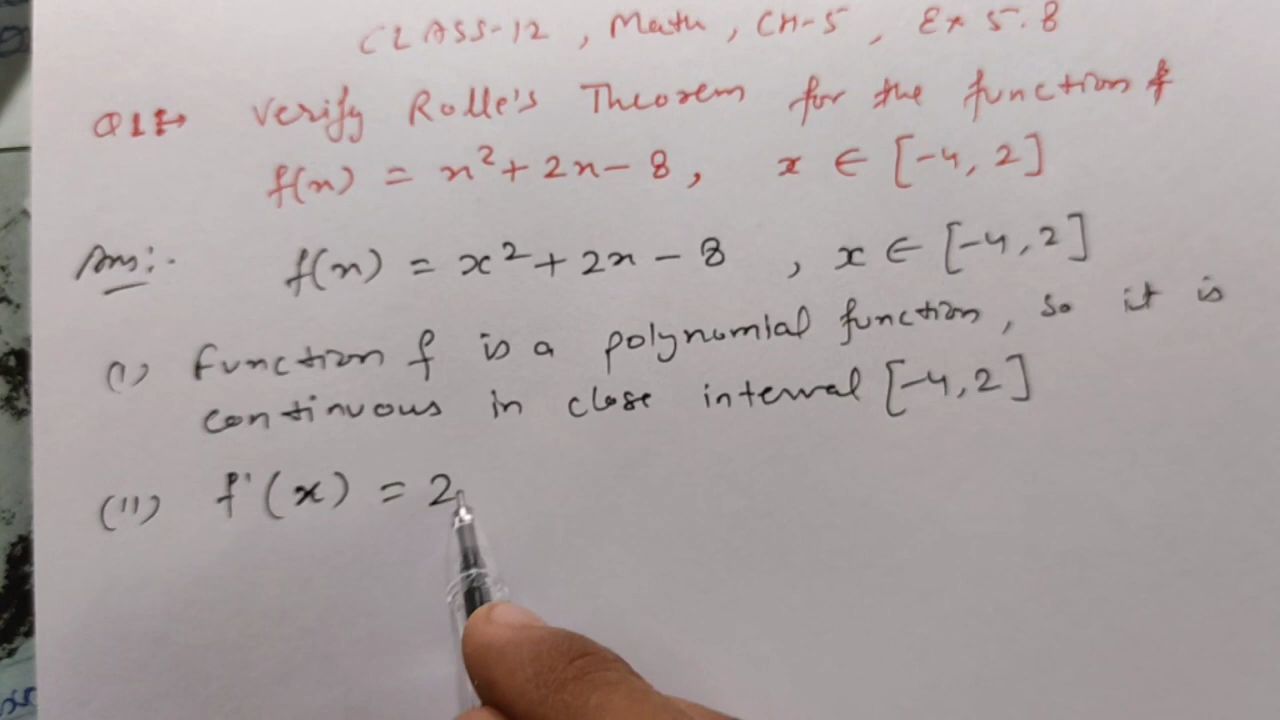 CLASS-12, Math, CH-5, Ex 5.8
Q1 Verify Rolle's Theorem for the function f
f(x) = x² + 2x - 8, x ∈ [-4, 2]
Ans:- f(x) = x² + 2x - 8, x ∈ [-4, 2]
(i) function f is a polynomial function, so it is
continuous in close interval [-4, 2]
(ii) f'(x) = 2